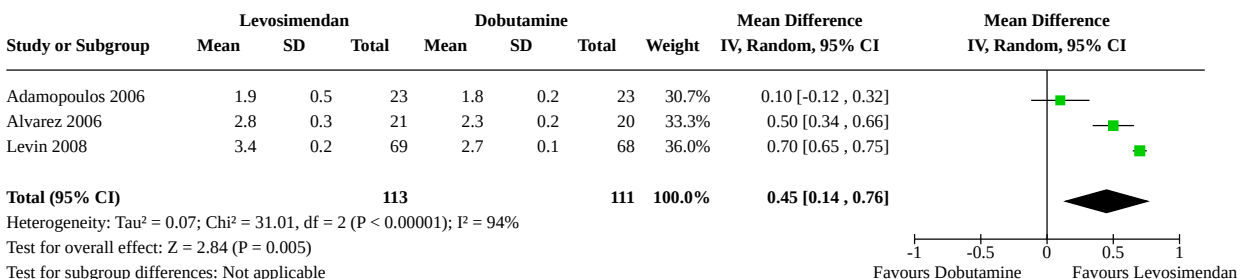 Levosimendan Dobutamine Mean Difference Mean Difference
Study or Subgroup Mean SD Total Mean SD Total Weight IV, Random, 95% CI IV, Random, 95% CI
Adamopoulos 2006 1.9 0.5 23 1.8 0.2 23 30.7% 0.10 [-0.12 , 0.32]
Alvarez 2006 2.8 0.3 21 2.3 0.2 20 33.3% 0.50 [0.34 , 0.66]
Levin 2008 3.4 0.2 69 2.7 0.1 68 36.0% 0.70 [0.65 , 0.75]
Total (95% CI) 113 111 100.0% 0.45 [0.14 , 0.76]
Heterogeneity: Tau² = 0.07; Chi² = 31.01, df = 2 (P < 0.00001); I² = 94%
Test for overall effect: Z = 2.84 (P = 0.005)
Test for subgroup differences: Not applicable
-1 -0.5 0 0.5 1
Favours Dobutamine Favours Levosimendan